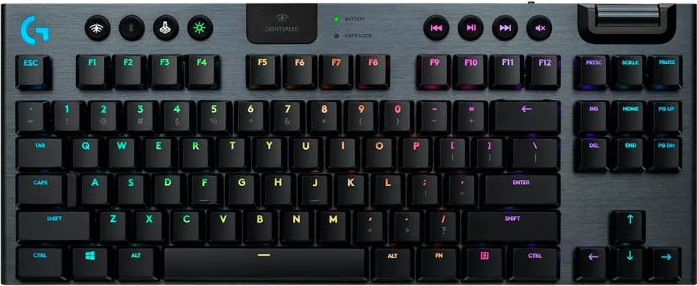 G
LIGHTSPEED
BATTERY
CAPS LOCK
ESC F1 F2 F3 F4 F5 F6 F7 F8 F9 F10 F11 F12 PRTSC SCRLK PAUSE
1 2 3 4 5 6 7 8 9 0 - = ← INS HOME PG UP
TAB Q W E R T Y U I O P [ ] \ DEL END PG DN
CAPS A S D F G H J K L ; ' ENTER
SHIFT Z X C V B N M , . / ? SHIFT ↑
CTRL ALT ALT FN CTRL ← ↓ →